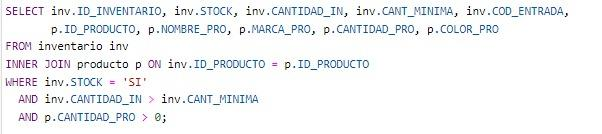 SELECT inv.ID_INVENTARIO, inv.STOCK, inv.CANTIDAD_IN, inv.CANT_MINIMA, inv.COD_ENTRADA,
p.ID_PRODUCTO, p.NOMBRE_PRO, p.MARCA_PRO, p.CANTIDAD_PRO, p.COLOR_PRO
FROM inventario inv
INNER JOIN producto p ON inv.ID_PRODUCTO = p.ID_PRODUCTO
WHERE inv.STOCK = 'SI'
AND inv.CANTIDAD_IN > inv.CANT_MINIMA
AND p.CANTIDAD_PRO > 0;